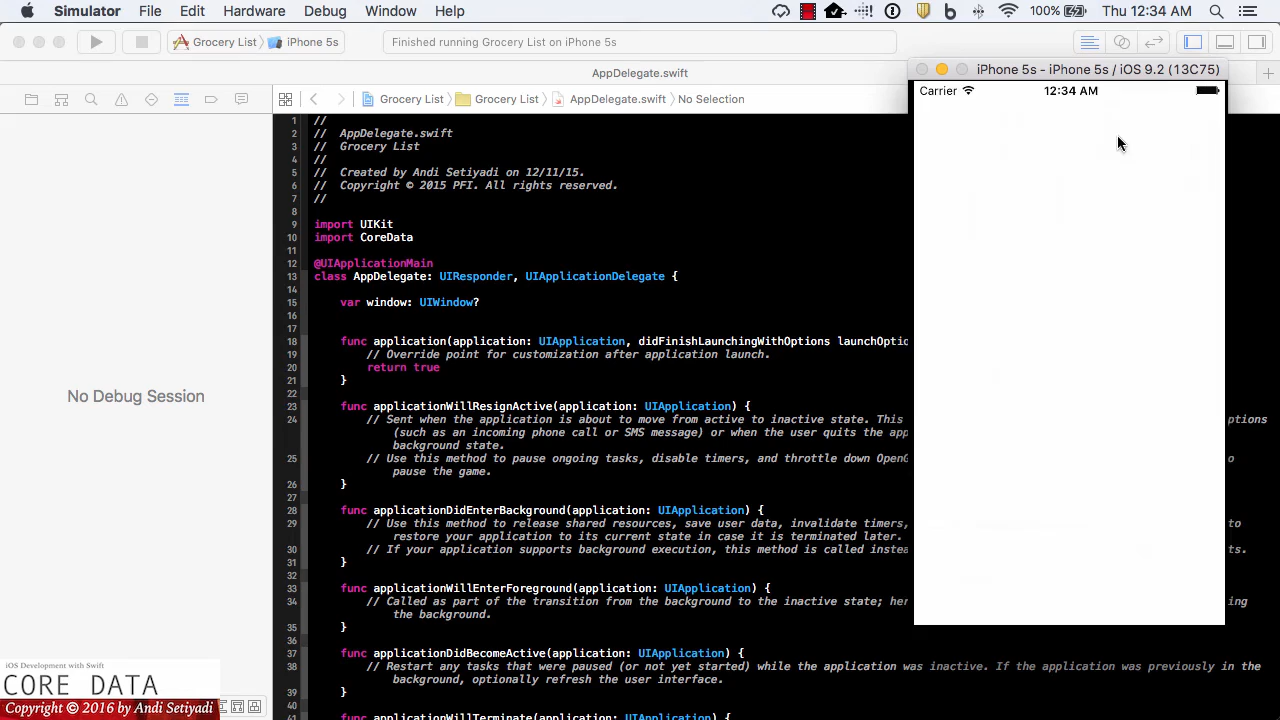 Simulator File Edit Hardware Debug Window Help 100% Thu 12:34 AM
Grocery List iPhone 5s Finished running Grocery List on iPhone 5s
AppDelegate.swift
iPhone 5s - iPhone 5s / iOS 9.2 (13C75)
Grocery List Grocery List AppDelegate.swift No Selection
Carrier 12:34 AM
No Debug Session
1 //
2 // AppDelegate.swift
3 // Grocery List
4 //
5 // Created by Andi Setiyadi on 12/11/15.
6 // Copyright © 2015 PFI. All rights reserved.
7 //
8
9 import UIKit
10 import CoreData
11
12 @UIApplicationMain
13 class AppDelegate: UIResponder, UIApplicationDelegate {
14
15 var window: UIWindow?
16
17
18 func application(application: UIApplication, didFinishLaunchingWithOptions launchOptio
19 // Override point for customization after application launch.
20 return true
21 }
22
23 func applicationWillResignActive(application: UIApplication) {
24 // Sent when the application is about to move from active to inactive state. This ptions
(such as an incoming phone call or SMS message) or when the user quits the app
background state.
25 // Use this method to pause ongoing tasks, disable timers, and throttle down OpenG to
pause the game.
26 }
27
28 func applicationDidEnterBackground(application: UIApplication) {
29 // Use this method to release shared resources, save user data, invalidate timers, to
restore your application to its current state in case it is terminated later.
30 // If your application supports background execution, this method is called instea ts.
31 }
32
33 func applicationWillEnterForeground(application: UIApplication) {
34 // Called as part of the transition from the background to the inactive state; her ing
the background.
35 }
36
37 func applicationDidBecomeActive(application: UIApplication) {
38 // Restart any tasks that were paused (or not yet started) while the application was inactive. If the application was previously in the
background, optionally refresh the user interface.
39 }
40
41 func applicationWillTerminate(application: UIApplication) {
iOS Development with Swift
CORE DATA
Copyright © 2016 by Andi Setiyadi